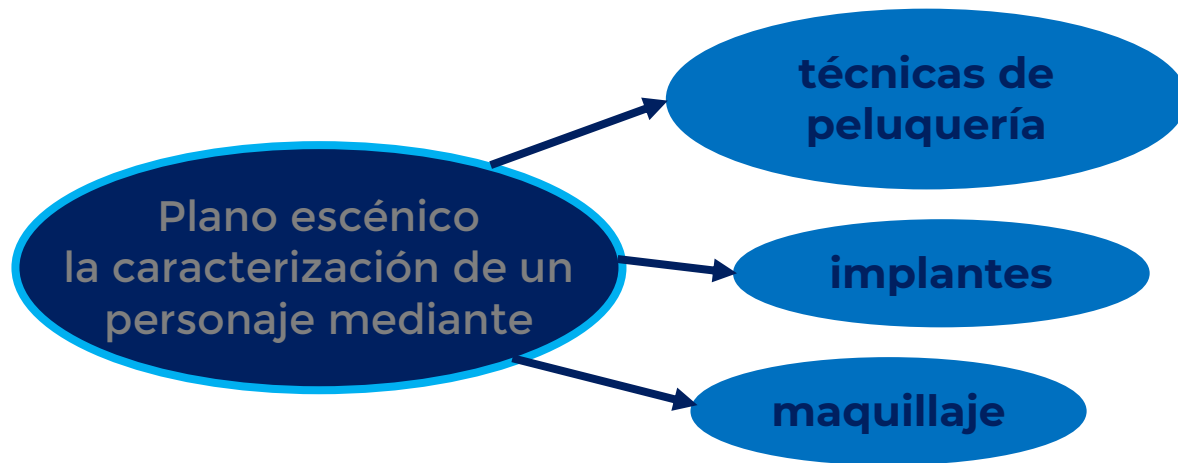 técnicas de
peluquería
Plano escénico
la caracterización de un
personaje mediante
implantes
maquillaje